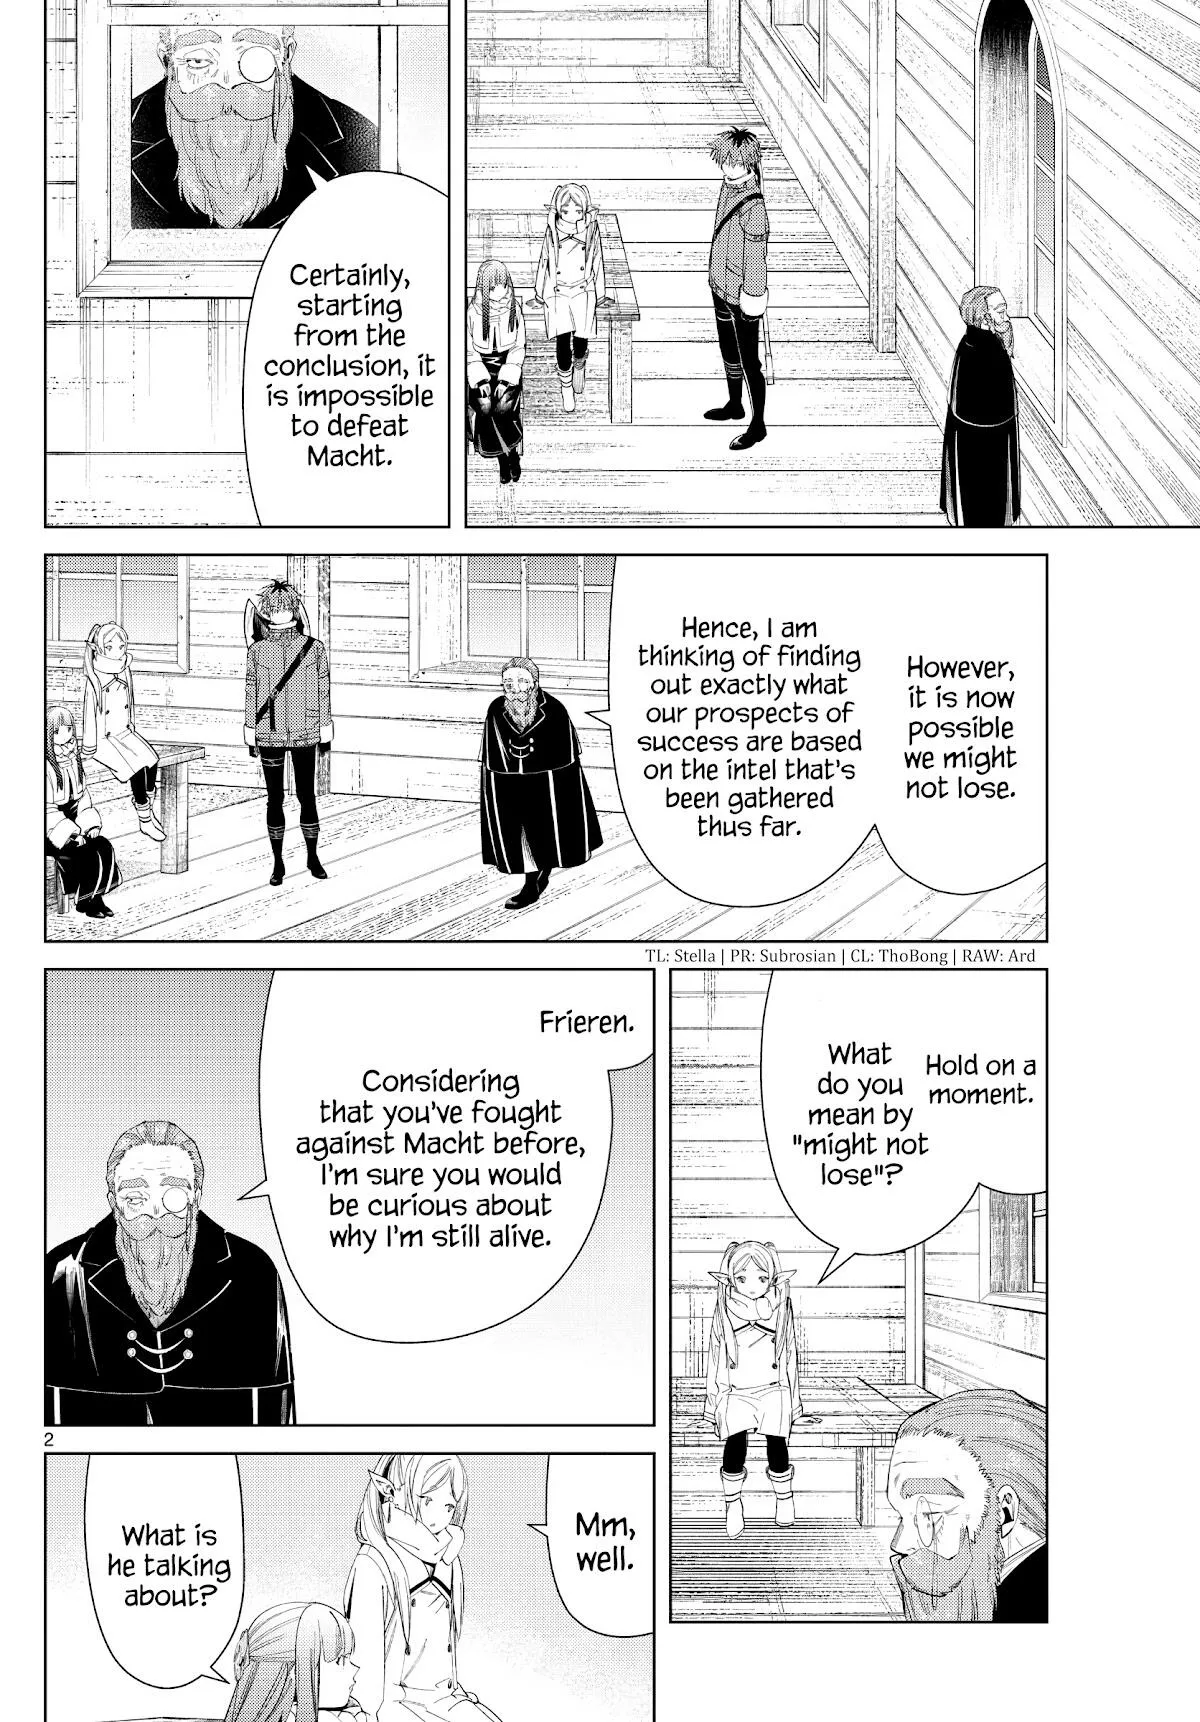 Certainly,
starting
from the
conclusion, it
is impossible
to defeat
Macht.
However,
it is now
possible
we might
not lose.
Hence, I am
thinking of finding
out exactly what
our prospects of
success are based
on the intel that's
been gathered
thus far.
TL: Stella | PR: Subrosian | CL: ThoBong | RAW: Ard
Hold on a
moment.
What
do you
mean by
"might not
lose"?
Frieren.
Considering
that you've fought
against Macht before,
I'm sure you would
be curious about
why I'm still alive.
2
Mm,
well.
What is
he talking
about?